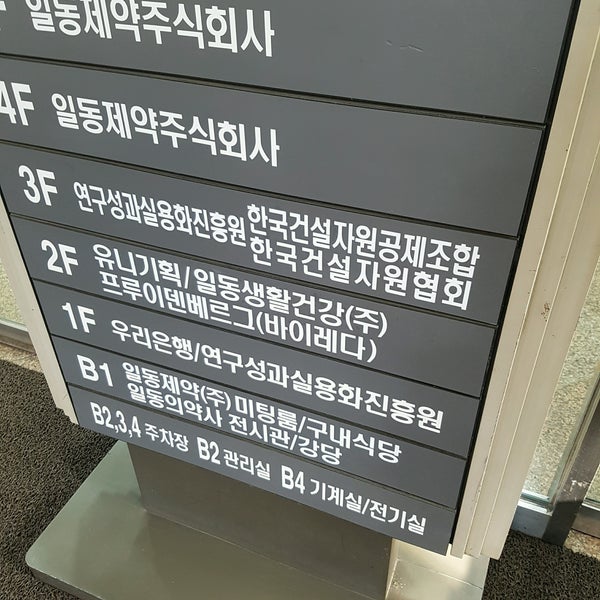 일동제약주식회사
4F 일동제약주식회사
3F 연구성과실용화진흥원 한국건설자원공제조합
한국건설자원협회
2F 유니기획/일동생활건강(주)
프루이덴베르그(바이레다)
1F 우리은행/연구성과실용화진흥원
B1 일동제약(주) 미팅룸/구내식당
일동의약사 전시관/강당
B2,3,4 주차장 B2 관리실 B4 기계실/전기실